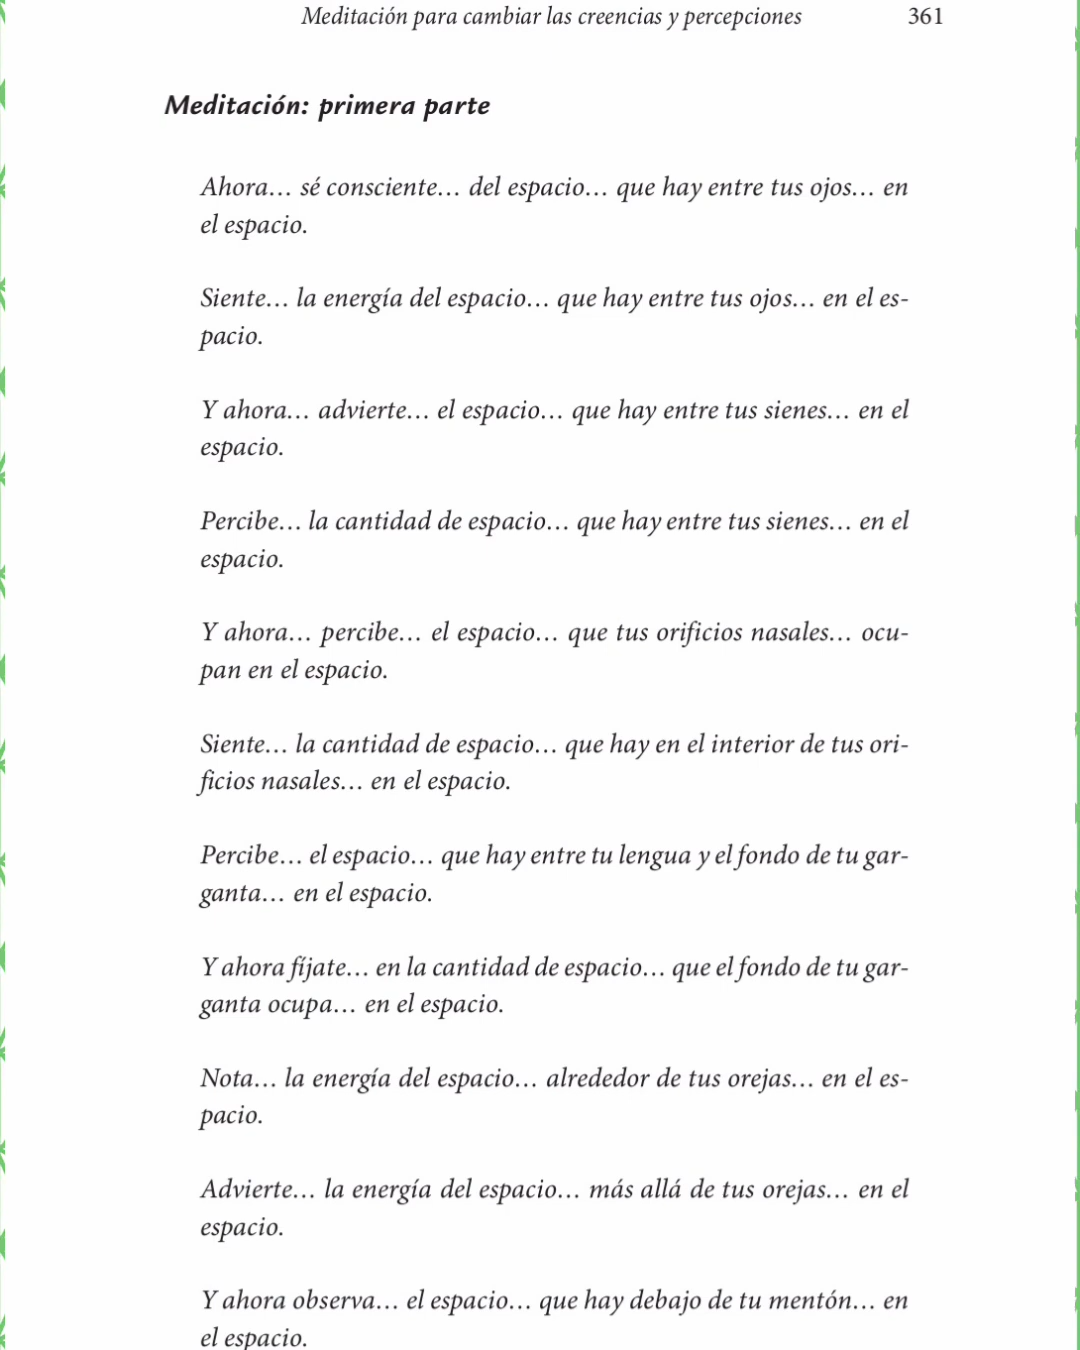 Meditación para cambiar las creencias y percepciones 361
Meditación: primera parte
Ahora… sé consciente… del espacio… que hay entre tus ojos… en
el espacio.
Siente… la energía del espacio… que hay entre tus ojos… en el es-
pacio.
Y ahora… advierte… el espacio… que hay entre tus sienes… en el
espacio.
Percibe… la cantidad de espacio… que hay entre tus sienes… en el
espacio.
Y ahora… percibe… el espacio… que tus orificios nasales… ocu-
pan en el espacio.
Siente… la cantidad de espacio… que hay en el interior de tus ori-
ficios nasales… en el espacio.
Percibe… el espacio… que hay entre tu lengua y el fondo de tu gar-
ganta… en el espacio.
Y ahora fíjate… en la cantidad de espacio… que el fondo de tu gar-
ganta ocupa… en el espacio.
Nota… la energía del espacio… alrededor de tus orejas… en el es-
pacio.
Advierte… la energía del espacio… más allá de tus orejas… en el
espacio.
Y ahora observa… el espacio… que hay debajo de tu mentón… en
el espacio.